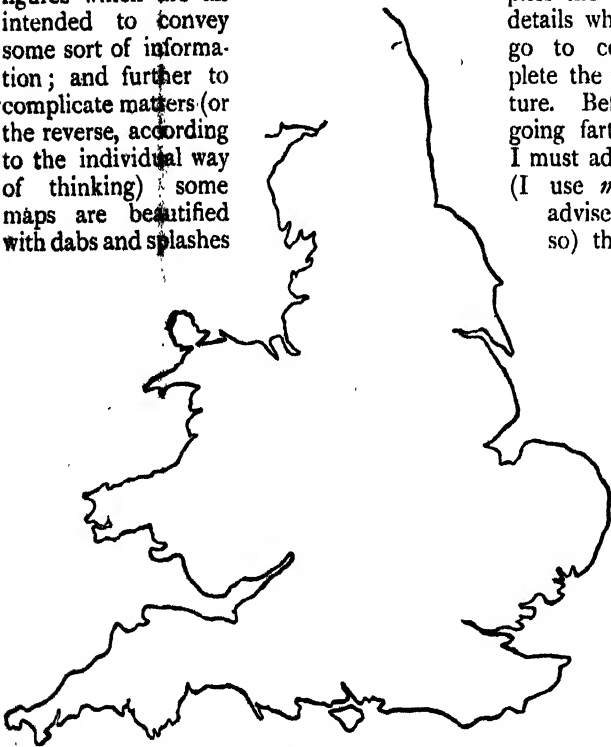 intended to convey
some sort of informa-
tion; and further to
complicate matters (or
the reverse, according
to the individual way
of thinking) some
maps are beautified
with dabs and splashes
details wh
go to co
plete the
ture. Bef
going fart
I must ad
(I use m
advise
so) th